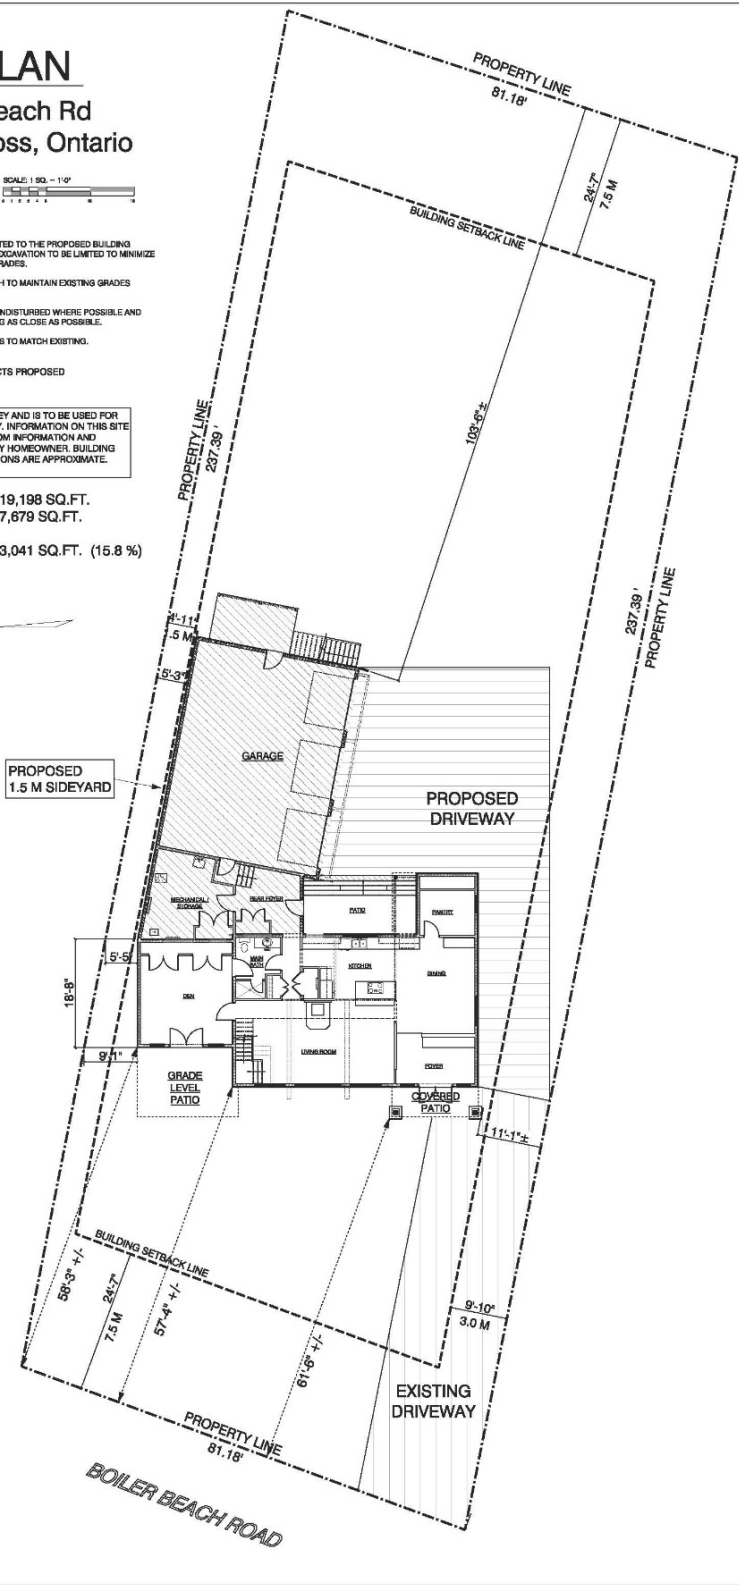 LAN
each Rd
oss, Ontario
SCALE: 1 SQ. = 1'0"
TED TO THE PROPOSED BUILDING
EXCAVATION TO BE LIMITED TO MINIMIZE
RADES.
H TO MAINTAIN EXISTING GRADES
NDISTURBED WHERE POSSIBLE AND
G AS CLOSE AS POSSIBLE.
S TO MATCH EXISTING.
CTS PROPOSED
EY AND IS TO BE USED FOR
Y. INFORMATION ON THIS SITE
OM INFORMATION AND
Y HOMEOWNER. BUILDING
ONS ARE APPROXIMATE.
19,198 SQ.FT.
7,679 SQ.FT.
3,041 SQ.FT. (15.8 %)
PROPERTY LINE
81.18'
24'-7"
7.5 M
BUILDING SETBACK LINE
103'-6"±
PROPERTY LINE
237.39 '
237.39 '
PROPERTY LINE
4'-11"
.5 M
5'-3"
GARAGE
PROPOSED
1.5 M SIDEYARD
PROPOSED
DRIVEWAY
MECHANICAL/
STORAGE
REAR FOYER
PATIO
PANTRY
MAIN
BATH
KITCHEN
DINING
5'-5"
18'-8"
DEN
LIVING ROOM
FOYER
9'-1"
GRADE
LEVEL
PATIO
COVERED
PATIO
11'-1"±
BUILDING SETBACK LINE
58'-3" +/-
24'-7"
7.5 M
57'-4" +/-
61'-6" +/-
9'-10"
3.0 M
EXISTING
DRIVEWAY
PROPERTY LINE
81.18'
BOILER BEACH ROAD